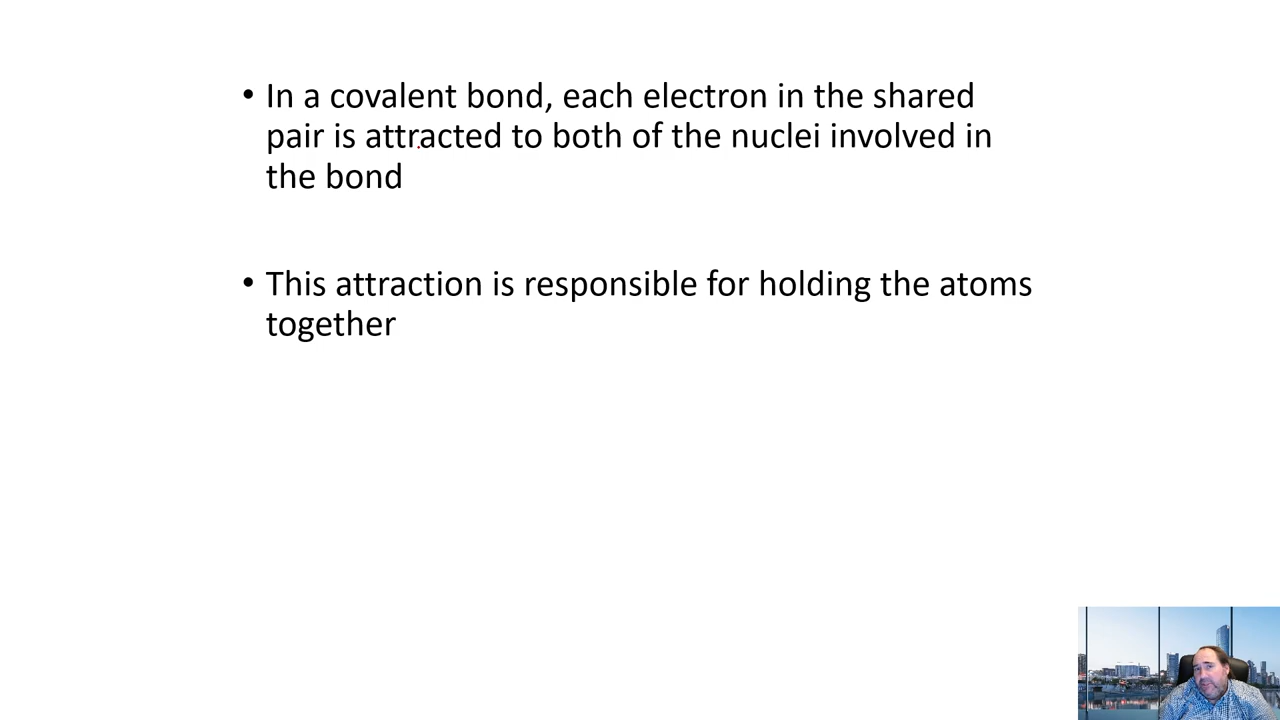 • In a covalent bond, each electron in the shared
pair is attracted to both of the nuclei involved in
the bond
• This attraction is responsible for holding the atoms
together